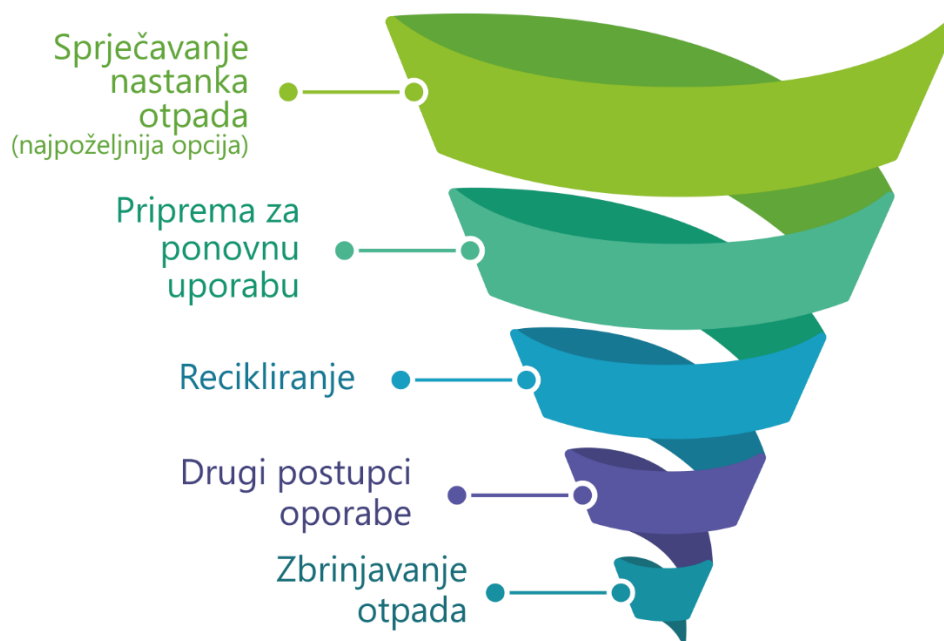 Sprječavanje
nastanka
otpada
(najpoželjnija opcija)
Priprema za
ponovnu
uporabu
Recikliranje
Drugi postupci
oporabe
Zbrinjavanje
otpada